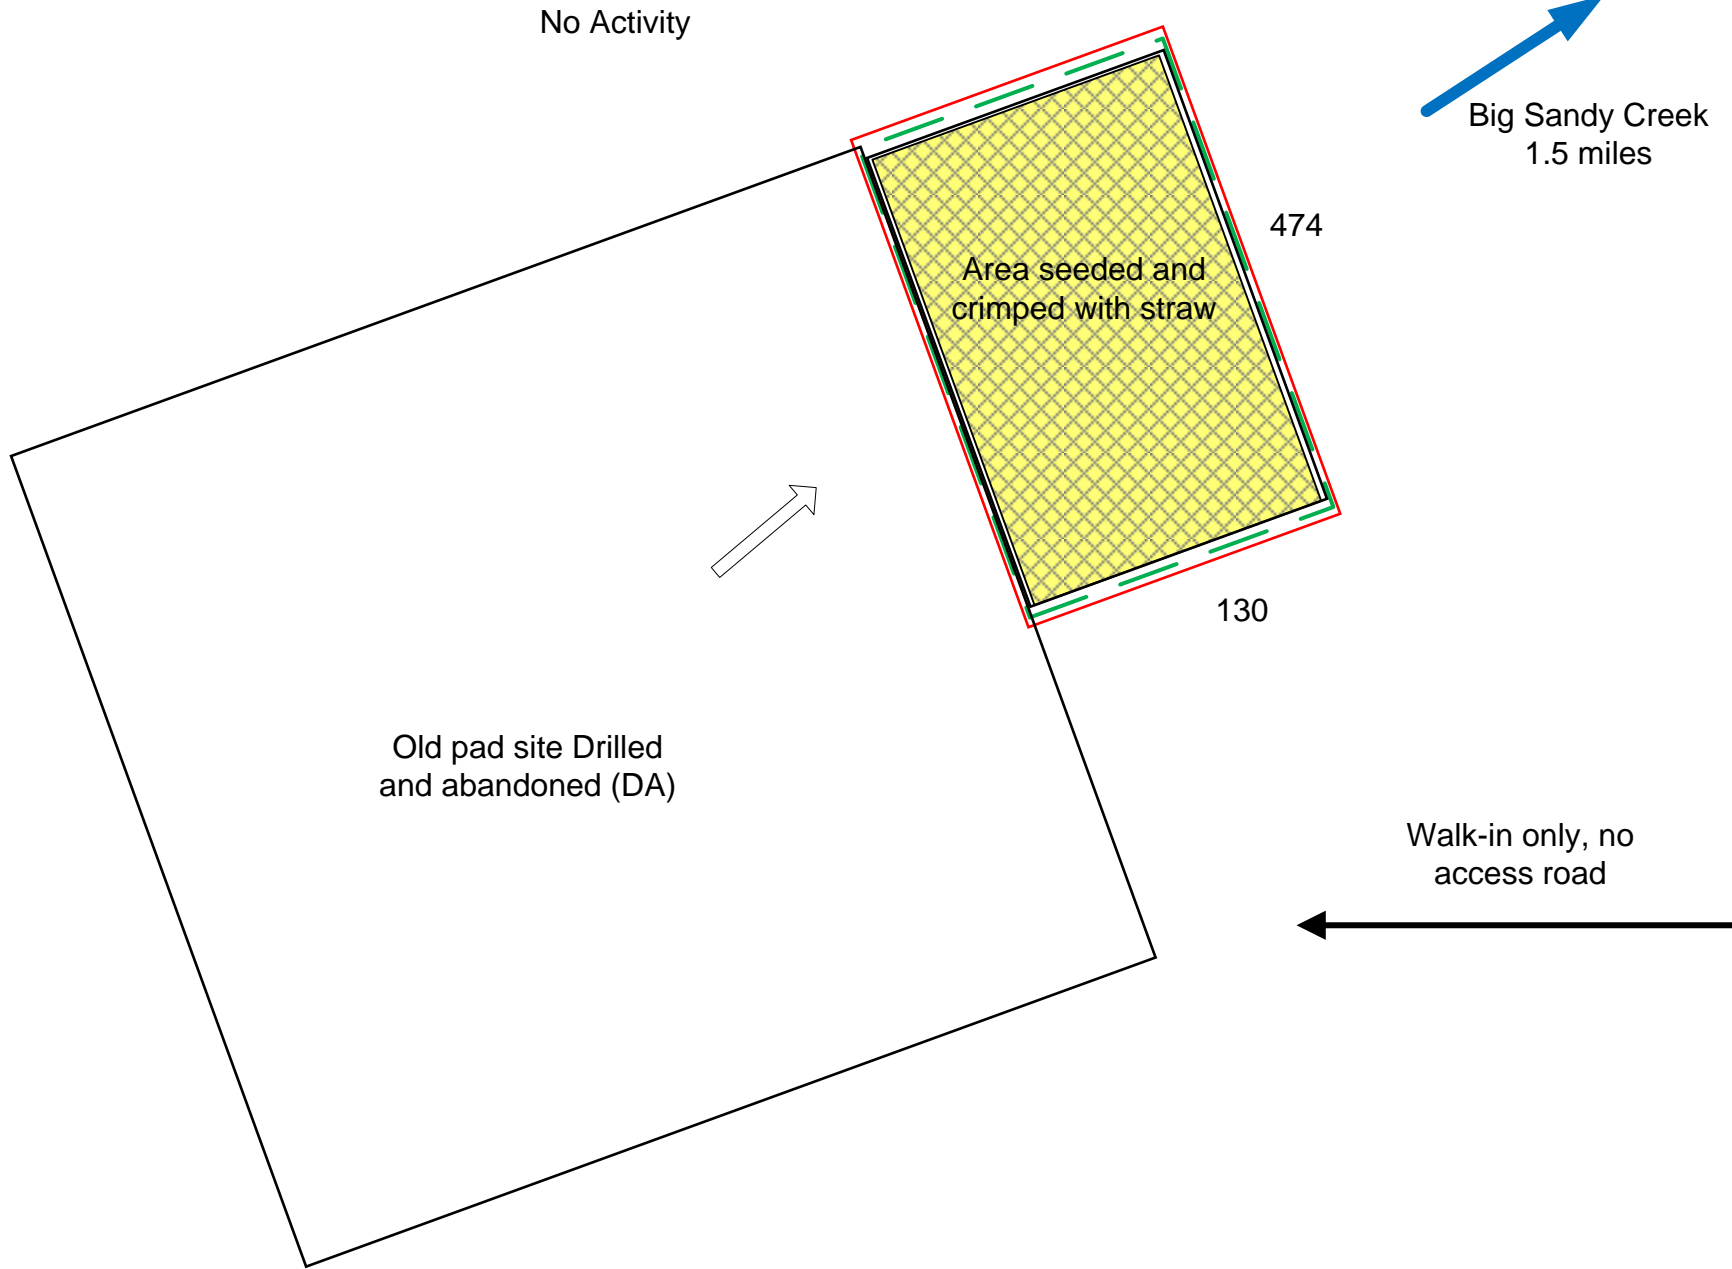 No Activity
Big Sandy Creek
1.5 miles
474
Area seeded and
crimped with straw
130
Old pad site Drilled
and abandoned (DA)
Walk-in only, no
access road